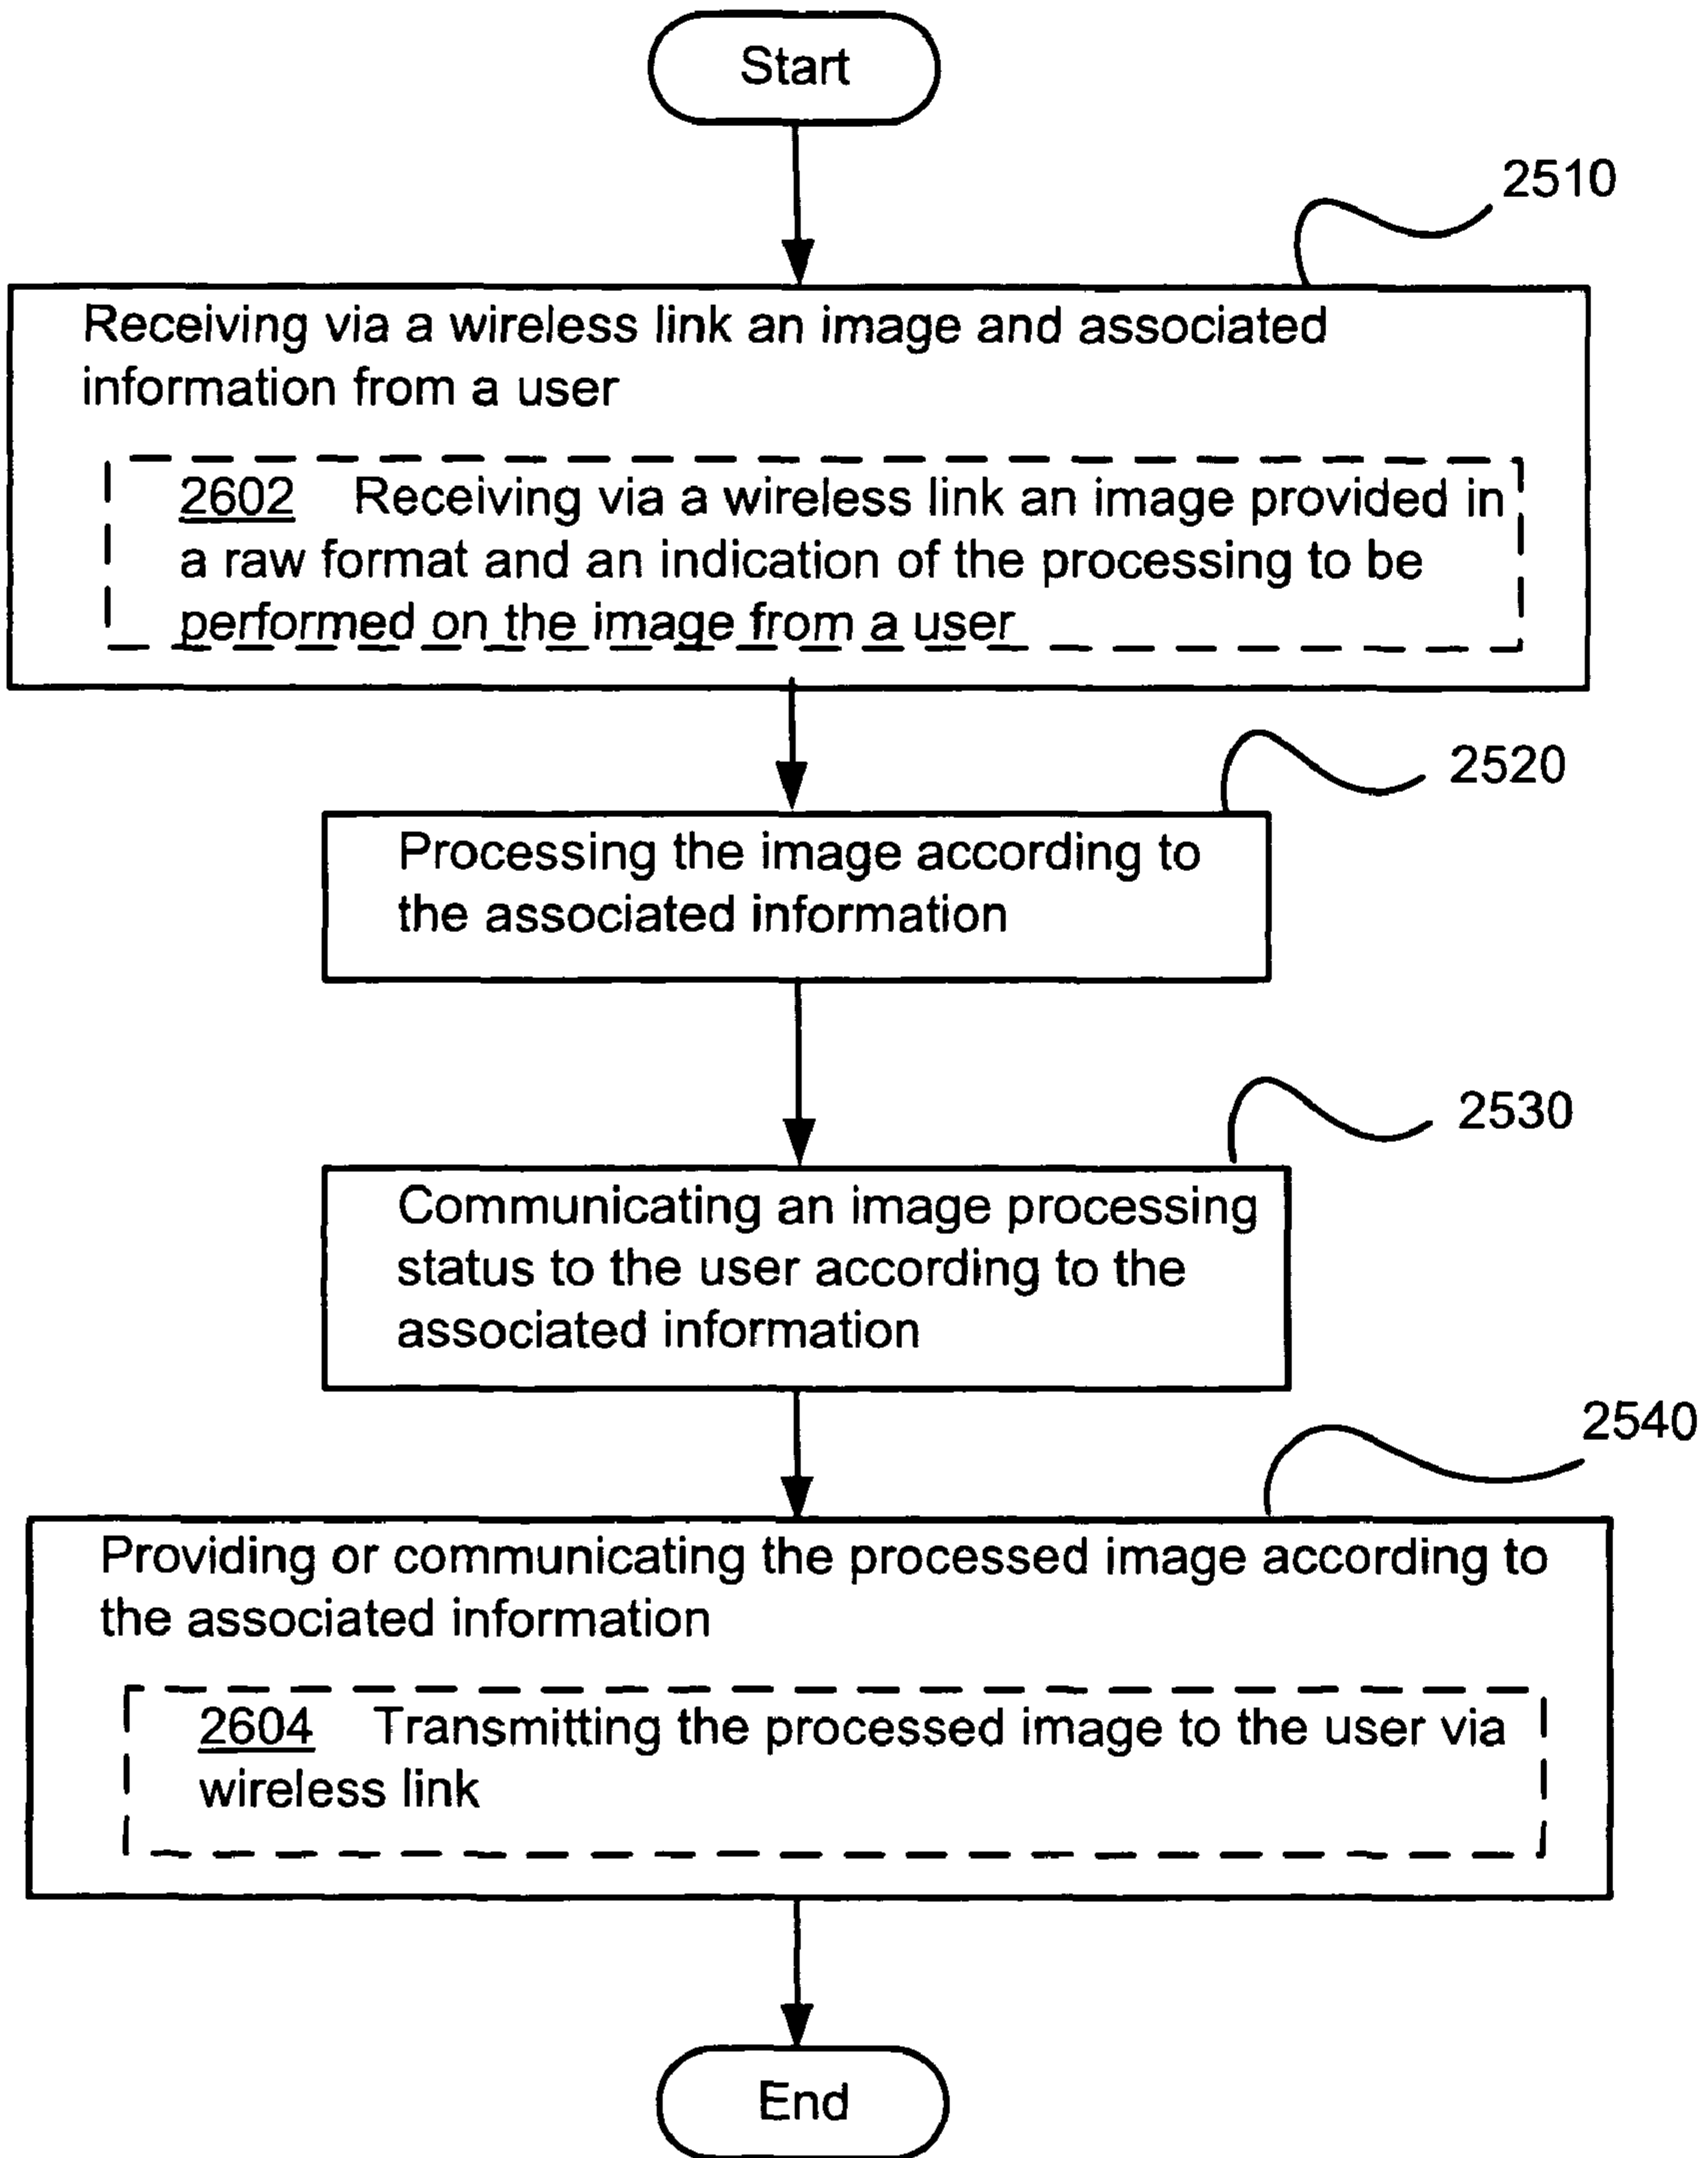 Start
2510
Receiving via a wireless link an image and associated
information from a user
2602 Receiving via a wireless link an image provided in
a raw format and an indication of the processing to be
performed on the image from a user
2520
Processing the image according to
the associated information
2530
Communicating an image processing
status to the user according to the
associated information
2540
Providing or communicating the processed image according to
the associated information
2604 Transmitting the processed image to the user via
wireless link
End